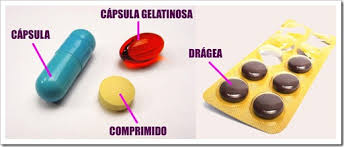 CÁPSULA GELATINOSA
CÁPSULA
DRÁGEA
COMPRIMIDO